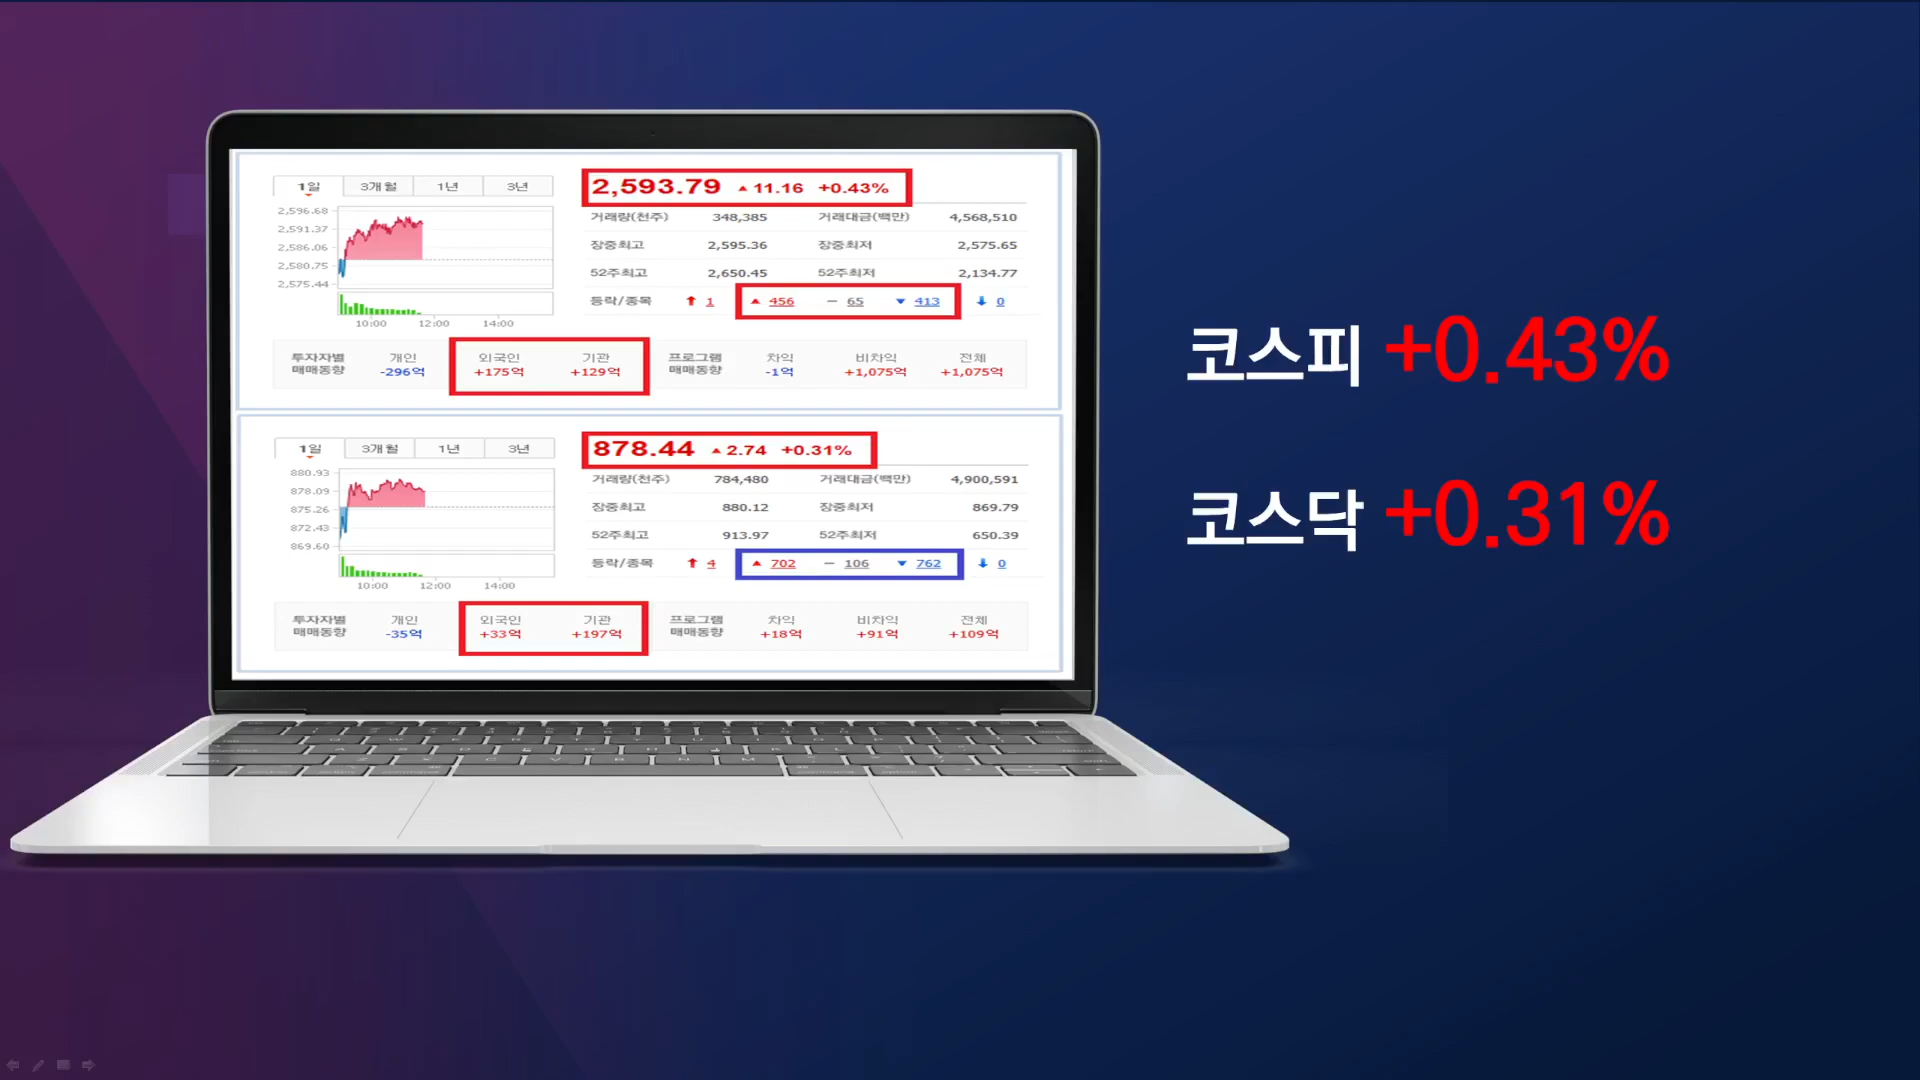 1일 3개월 1년 3년
2,593.79 ▲ 11.16 +0.43%
2,596.68
2,591.37
2,586.06
2,580.75
2,575.44
10:00 12:00 14:00
거래량(천주) 348,385 거래대금(백만) 4,568,510
장중최고 2,595.36 장중최저 2,575.65
52주최고 2,650.45 52주최저 2,134.77
등락/종목 1 ▲ 456 - 65 ▼ 413 0
투자자별 매매동향 개인 -296억 외국인 +175억 기관 +129억 프로그램 매매동향 차익 -1억 비차익 +1,075억 전체 +1,075억
1일 3개월 1년 3년
878.44 ▲ 2.74 +0.31%
880.93
878.09
875.26
872.43
869.60
10:00 12:00 14:00
거래량(천주) 784,480 거래대금(백만) 4,900,591
장중최고 880.12 장중최저 869.79
52주최고 913.97 52주최저 650.39
등락/종목 4 ▲ 702 - 106 ▼ 762 0
투자자별 매매동향 개인 -35억 외국인 +33억 기관 +197억 프로그램 매매동향 차익 +18억 비차익 +91억 전체 +109억
코스피 +0.43%
코스닥 +0.31%